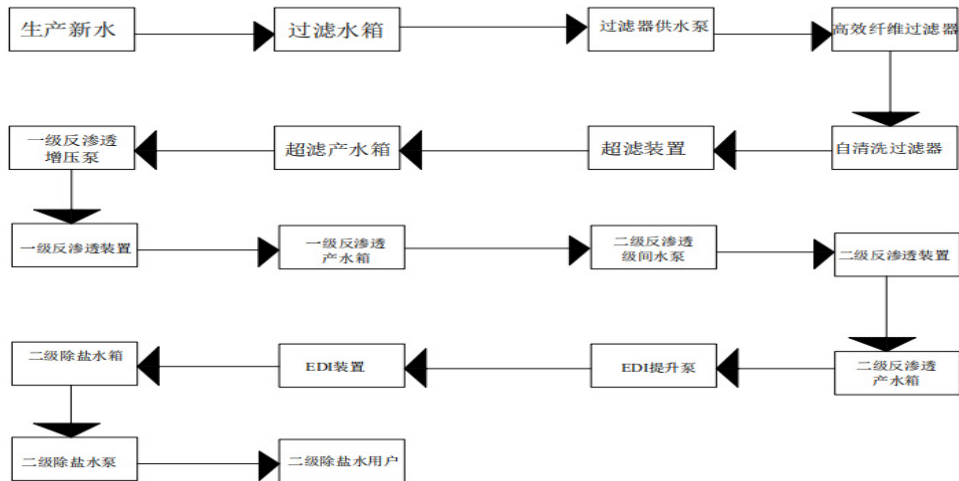 生产新水
过滤水箱
过滤器供水泵
高效纤维过滤器
自清洗过滤器
超滤装置
超滤产水箱
一级反渗透
增压泵
一级反渗透装置
一级反渗透
产水箱
二级反渗透
级间水泵
二级反渗透装置
二级反渗透
产水箱
EDI提升泵
EDI装置
二级除盐水箱
二级除盐水泵
二级除盐水用户